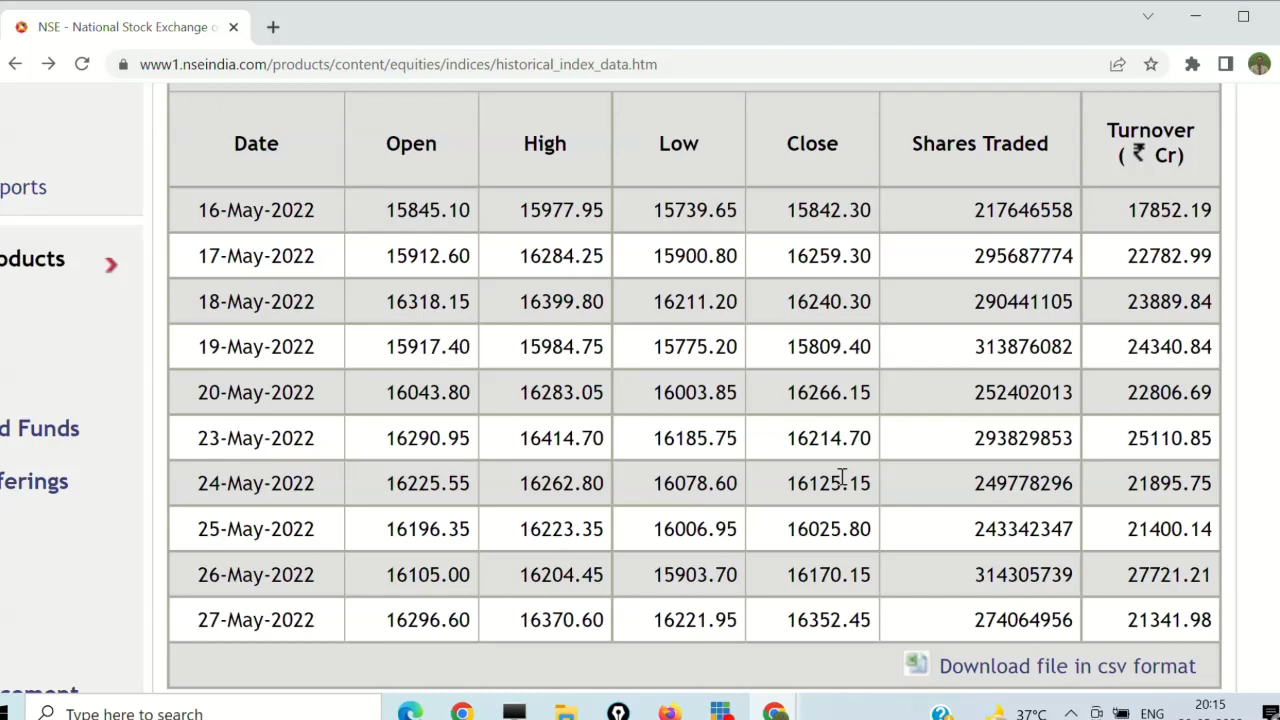 NSE - National Stock Exchange o
www1.nseindia.com/products/content/equities/indices/historical_index_data.htm
ports
oducts
d Funds
ferings
Date Open High Low Close Shares Traded Turnover ( ₹ Cr)
16-May-2022 15845.10 15977.95 15739.65 15842.30 217646558 17852.19
17-May-2022 15912.60 16284.25 15900.80 16259.30 295687774 22782.99
18-May-2022 16318.15 16399.80 16211.20 16240.30 290441105 23889.84
19-May-2022 15917.40 15984.75 15775.20 15809.40 313876082 24340.84
20-May-2022 16043.80 16283.05 16003.85 16266.15 252402013 22806.69
23-May-2022 16290.95 16414.70 16185.75 16214.70 293829853 25110.85
24-May-2022 16225.55 16262.80 16078.60 16125.15 249778296 21895.75
25-May-2022 16196.35 16223.35 16006.95 16025.80 243342347 21400.14
26-May-2022 16105.00 16204.45 15903.70 16170.15 314305739 27721.21
27-May-2022 16296.60 16370.60 16221.95 16352.45 274064956 21341.98
Download file in csv format
Type here to search
37°C
ENG
20:15